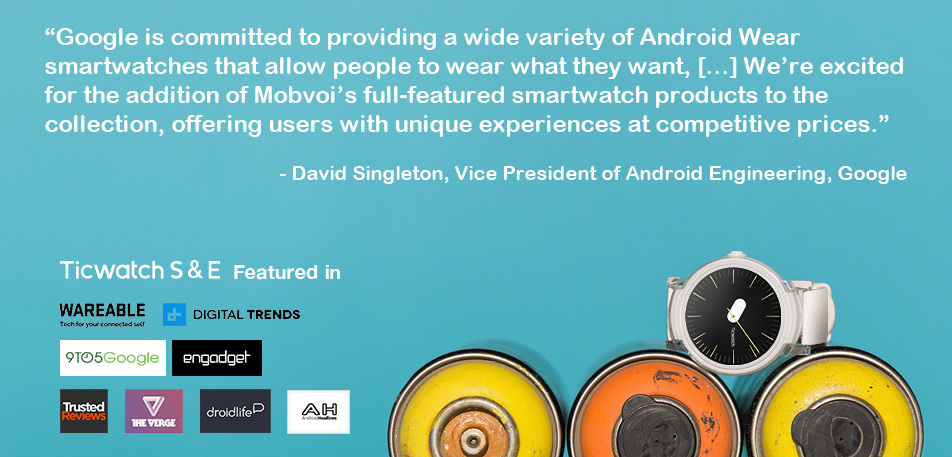 “Google is committed to providing a wide variety of Android Wear
smartwatches that allow people to wear what they want, [...] We’re excited
for the addition of Mobvoi’s full-featured smartwatch products to the
collection, offering users with unique experiences at competitive prices.”
- David Singleton, Vice President of Android Engineering, Google
Ticwatch S & E Featured in
WAREABLE
Tech for your connected self
DIGITAL TRENDS
9TO5Google
engadget
Trusted
Reviews
THE VERGE
droidlife
AH
AndroidHeadlines
TICWATCH